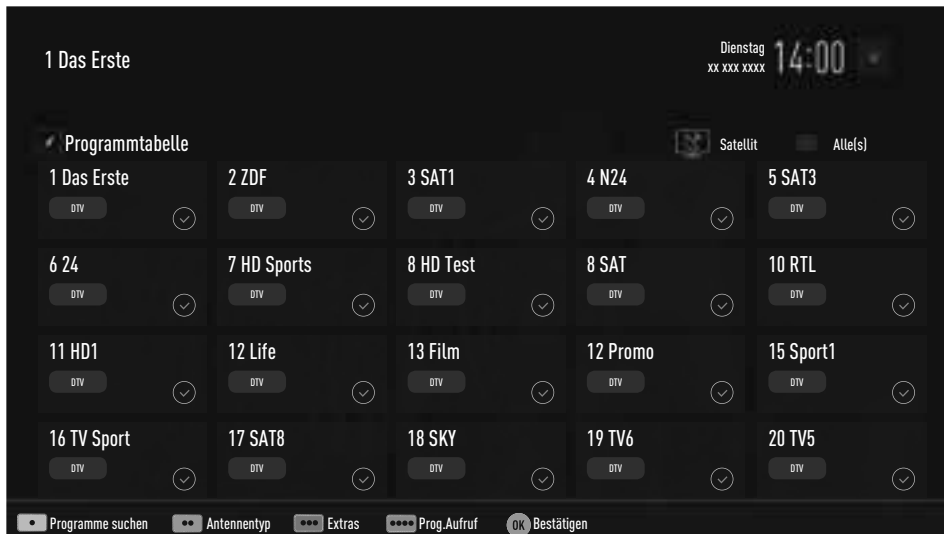 1 Das Erste
Dienstag
xx xxx xxxx
14:00
Programmtabelle
Satellit
Alle(s)
1 Das Erste 2 ZDF 3 SAT1 4 N24 5 SAT3
DTV DTV DTV DTV DTV
6 24 7 HD Sports 8 HD Test 8 SAT 10 RTL
DTV DTV DTV DTV DTV
11 HD1 12 Life 13 Film 12 Promo 15 Sport1
DTV DTV DTV DTV DTV
16 TV Sport 17 SAT8 18 SKY 19 TV6 20 TV5
DTV DTV DTV DTV DTV
Programme suchen Antennentyp Extras Prog.Aufruf OK Bestätigen